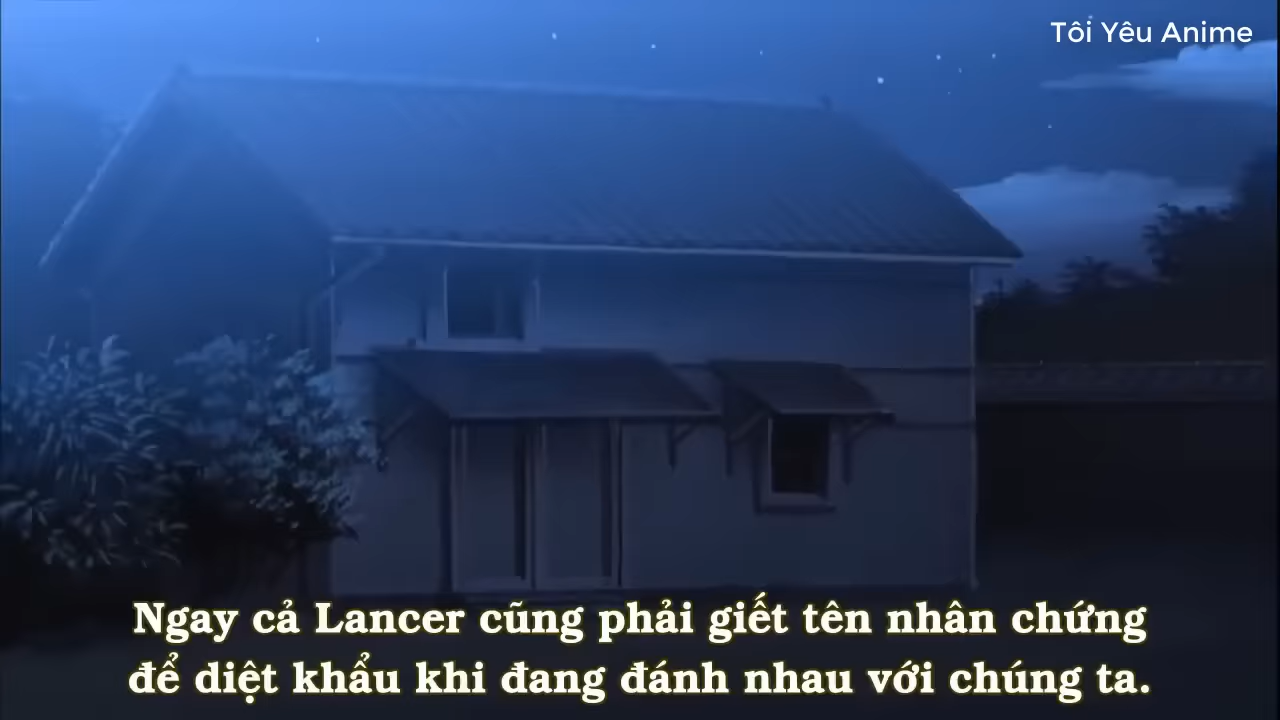 Tôi Yêu Anime
Ngay cả Lancer cũng phải giết tên nhân chứng
để diệt khẩu khi đang đánh nhau với chúng ta.